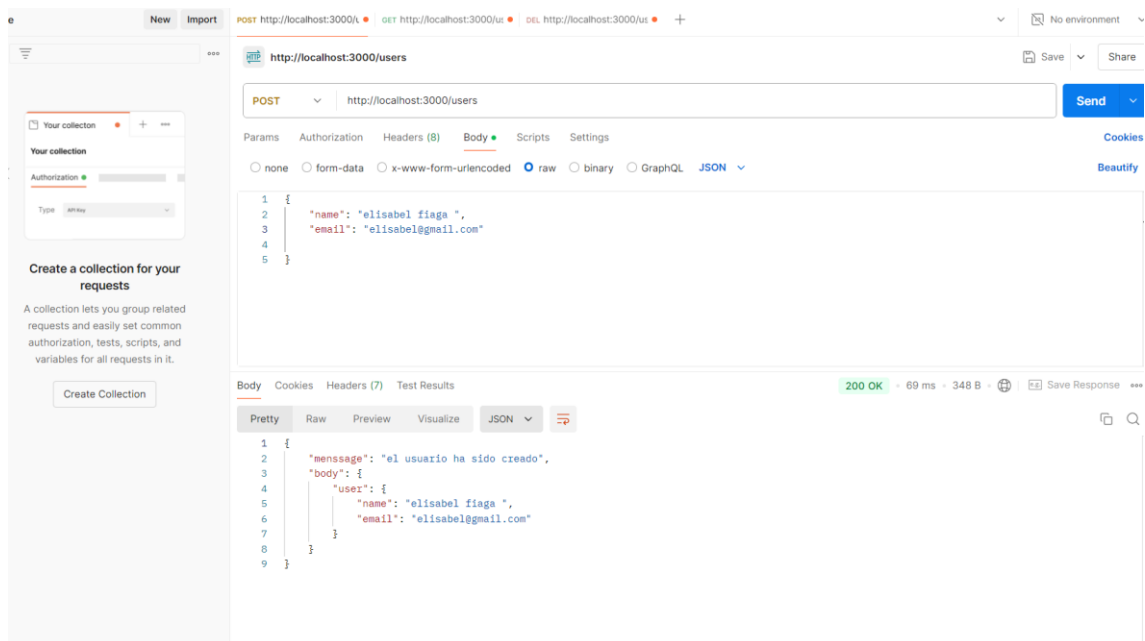 e New Import POST http://localhost:3000/u GET http://localhost:3000/us DEL http://localhost:3000/us No environment
HTTP http://localhost:3000/users Save Share
POST http://localhost:3000/users Send
Params Authorization Headers (8) Body Scripts Settings Cookies
none form-data x-www-form-urlencoded raw binary GraphQL JSON Beautify
1 {
2 "name": "elisabel fiaga ",
3 "email": "elisabel@gmail.com"
4
5 }
Your collecton
Your collection
Authorization
Type API Key
Create a collection for your
requests
A collection lets you group related
requests and easily set common
authorization, tests, scripts, and
variables for all requests in it.
Create Collection
Body Cookies Headers (7) Test Results 200 OK 69 ms 348 B e.g. Save Response
Pretty Raw Preview Visualize JSON
1 {
2 "menssage": "el usuario ha sido creado",
3 "body": {
4 "user": {
5 "name": "elisabel fiaga ",
6 "email": "elisabel@gmail.com"
7 }
8 }
9 }